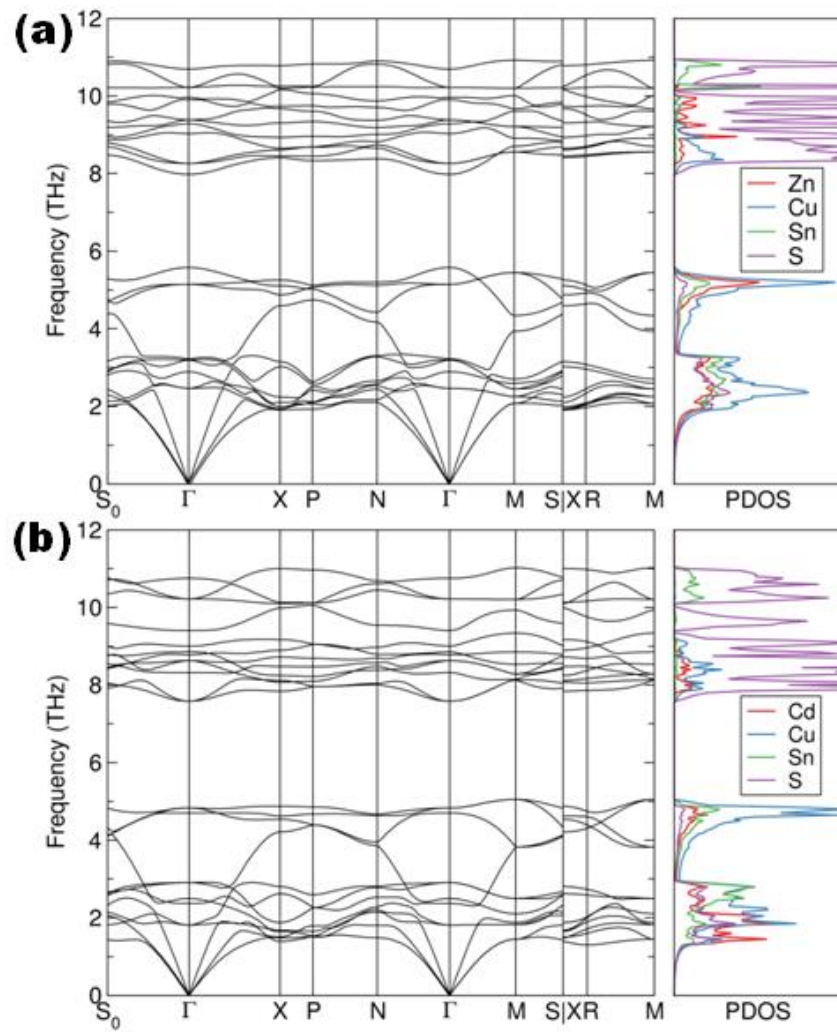 (a)
12
10
8
6
4
2
0
Frequency (THz)
S₀ Γ X P N Γ M S|X R M
Zn
Cu
Sn
S
PDOS
(b)
12
10
8
6
4
2
0
Frequency (THz)
S₀ Γ X P N Γ M S|X R M
Cd
Cu
Sn
S
PDOS